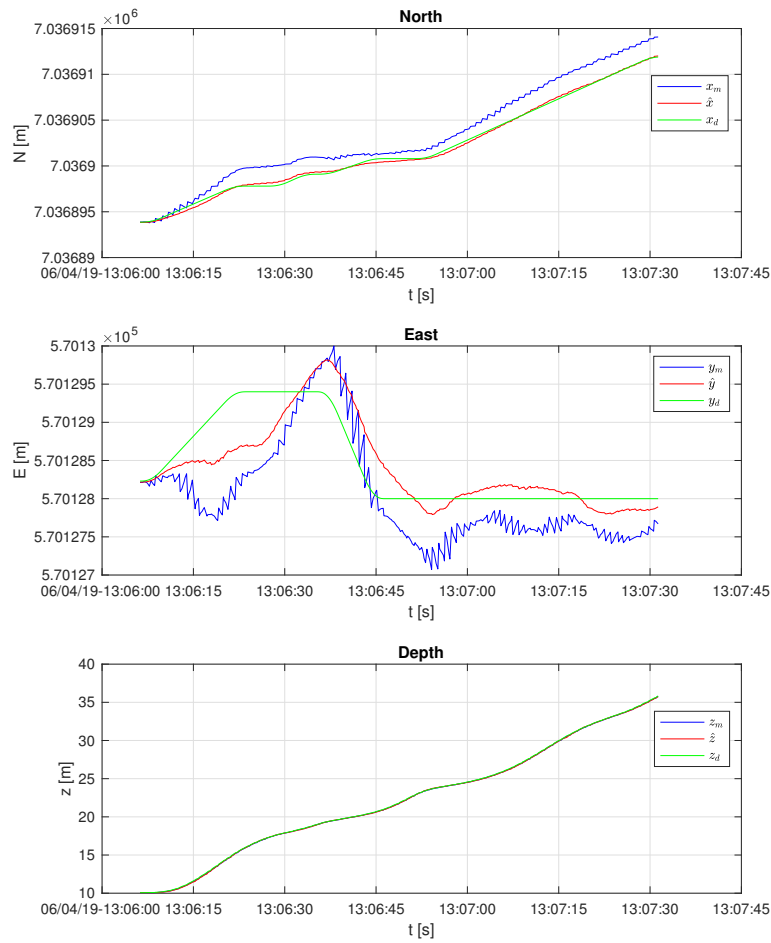 North
×10⁶
7.036915
7.03691
7.036905
7.0369
7.036895
7.03689
N [m]
x_m
x̂
x_d
06/04/19-13:06:00 13:06:15 13:06:30 13:06:45 13:07:00 13:07:15 13:07:30 13:07:45
t [s]
East
×10⁵
5.7013
5.701295
5.70129
5.701285
5.70128
5.701275
5.70127
E [m]
y_m
ŷ
y_d
06/04/19-13:06:00 13:06:15 13:06:30 13:06:45 13:07:00 13:07:15 13:07:30 13:07:45
t [s]
Depth
40
35
30
25
20
15
10
z [m]
z_m
ẑ
z_d
06/04/19-13:06:00 13:06:15 13:06:30 13:06:45 13:07:00 13:07:15 13:07:30 13:07:45
t [s]